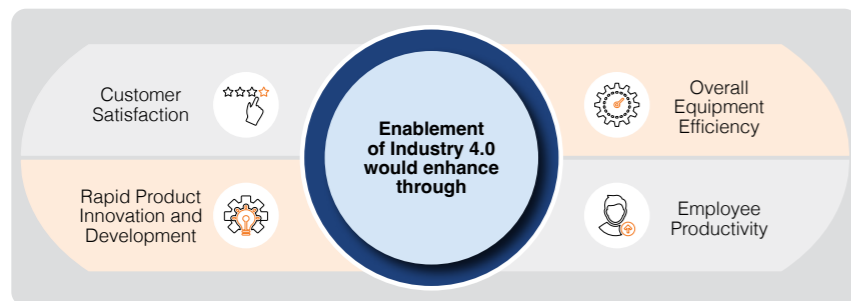 Customer
Satisfaction
Rapid Product
Innovation and
Development
Enablement
of Industry 4.0
would enhance
through
Overall
Equipment
Efficiency
Employee
Productivity